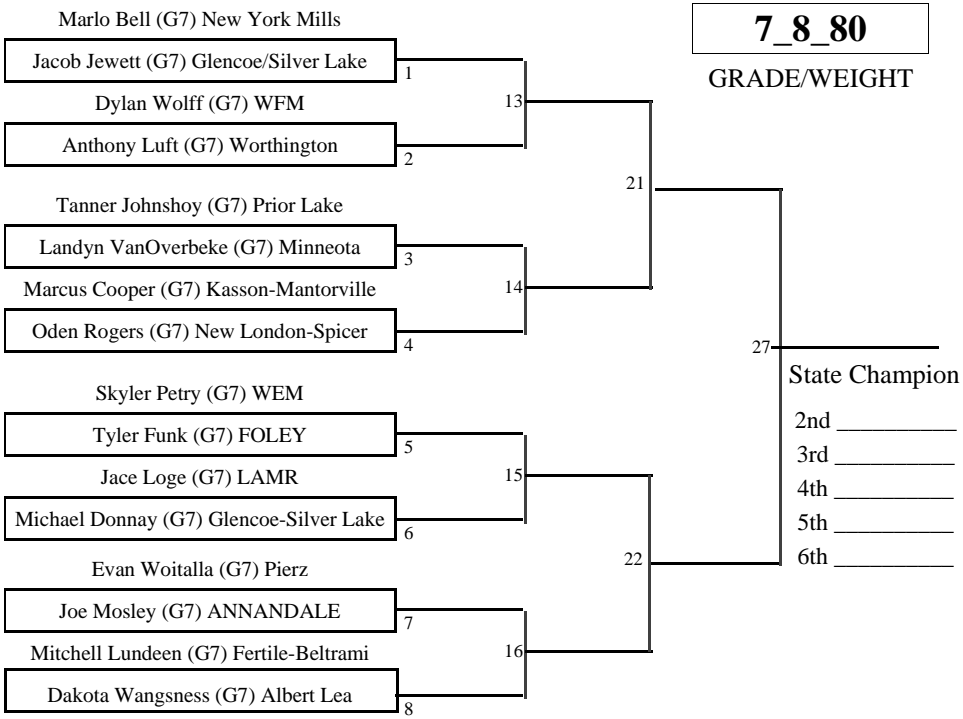 Marlo Bell (G7) New York Mills
7_8_80
Jacob Jewett (G7) Glencoe/Silver Lake
1
GRADE/WEIGHT
Dylan Wolff (G7) WFM
13
Anthony Luft (G7) Worthington
2
21
Tanner Johnshoy (G7) Prior Lake
Landyn VanOverbeke (G7) Minneota
3
Marcus Cooper (G7) Kasson-Mantorville
14
Oden Rogers (G7) New London-Spicer
4
27
State Champion
Skyler Petry (G7) WEM
2nd ___________
Tyler Funk (G7) FOLEY
5
3rd ___________
Jace Loge (G7) LAMR
15
4th ___________
Michael Donnay (G7) Glencoe-Silver Lake
6
5th ___________
22
6th ___________
Evan Woitalla (G7) Pierz
Joe Mosley (G7) ANNANDALE
7
Mitchell Lundeen (G7) Fertile-Beltrami
16
Dakota Wangsness (G7) Albert Lea
8